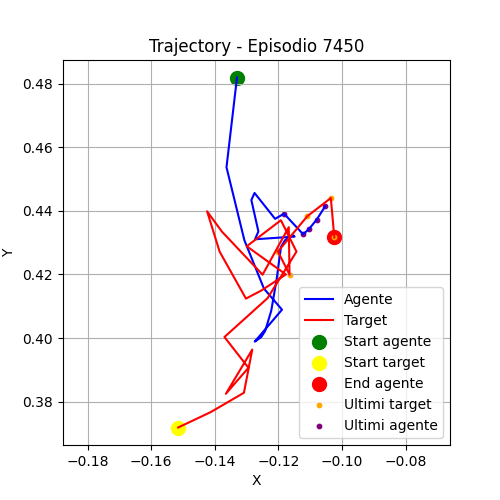 Trajectory - Episodio 7450
Y
0.48
0.46
0.44
0.42
0.40
0.38
Agente
Target
Start agente
Start target
End agente
Ultimi target
Ultimi agente
−0.18 −0.16 −0.14 −0.12 −0.10 −0.08
X